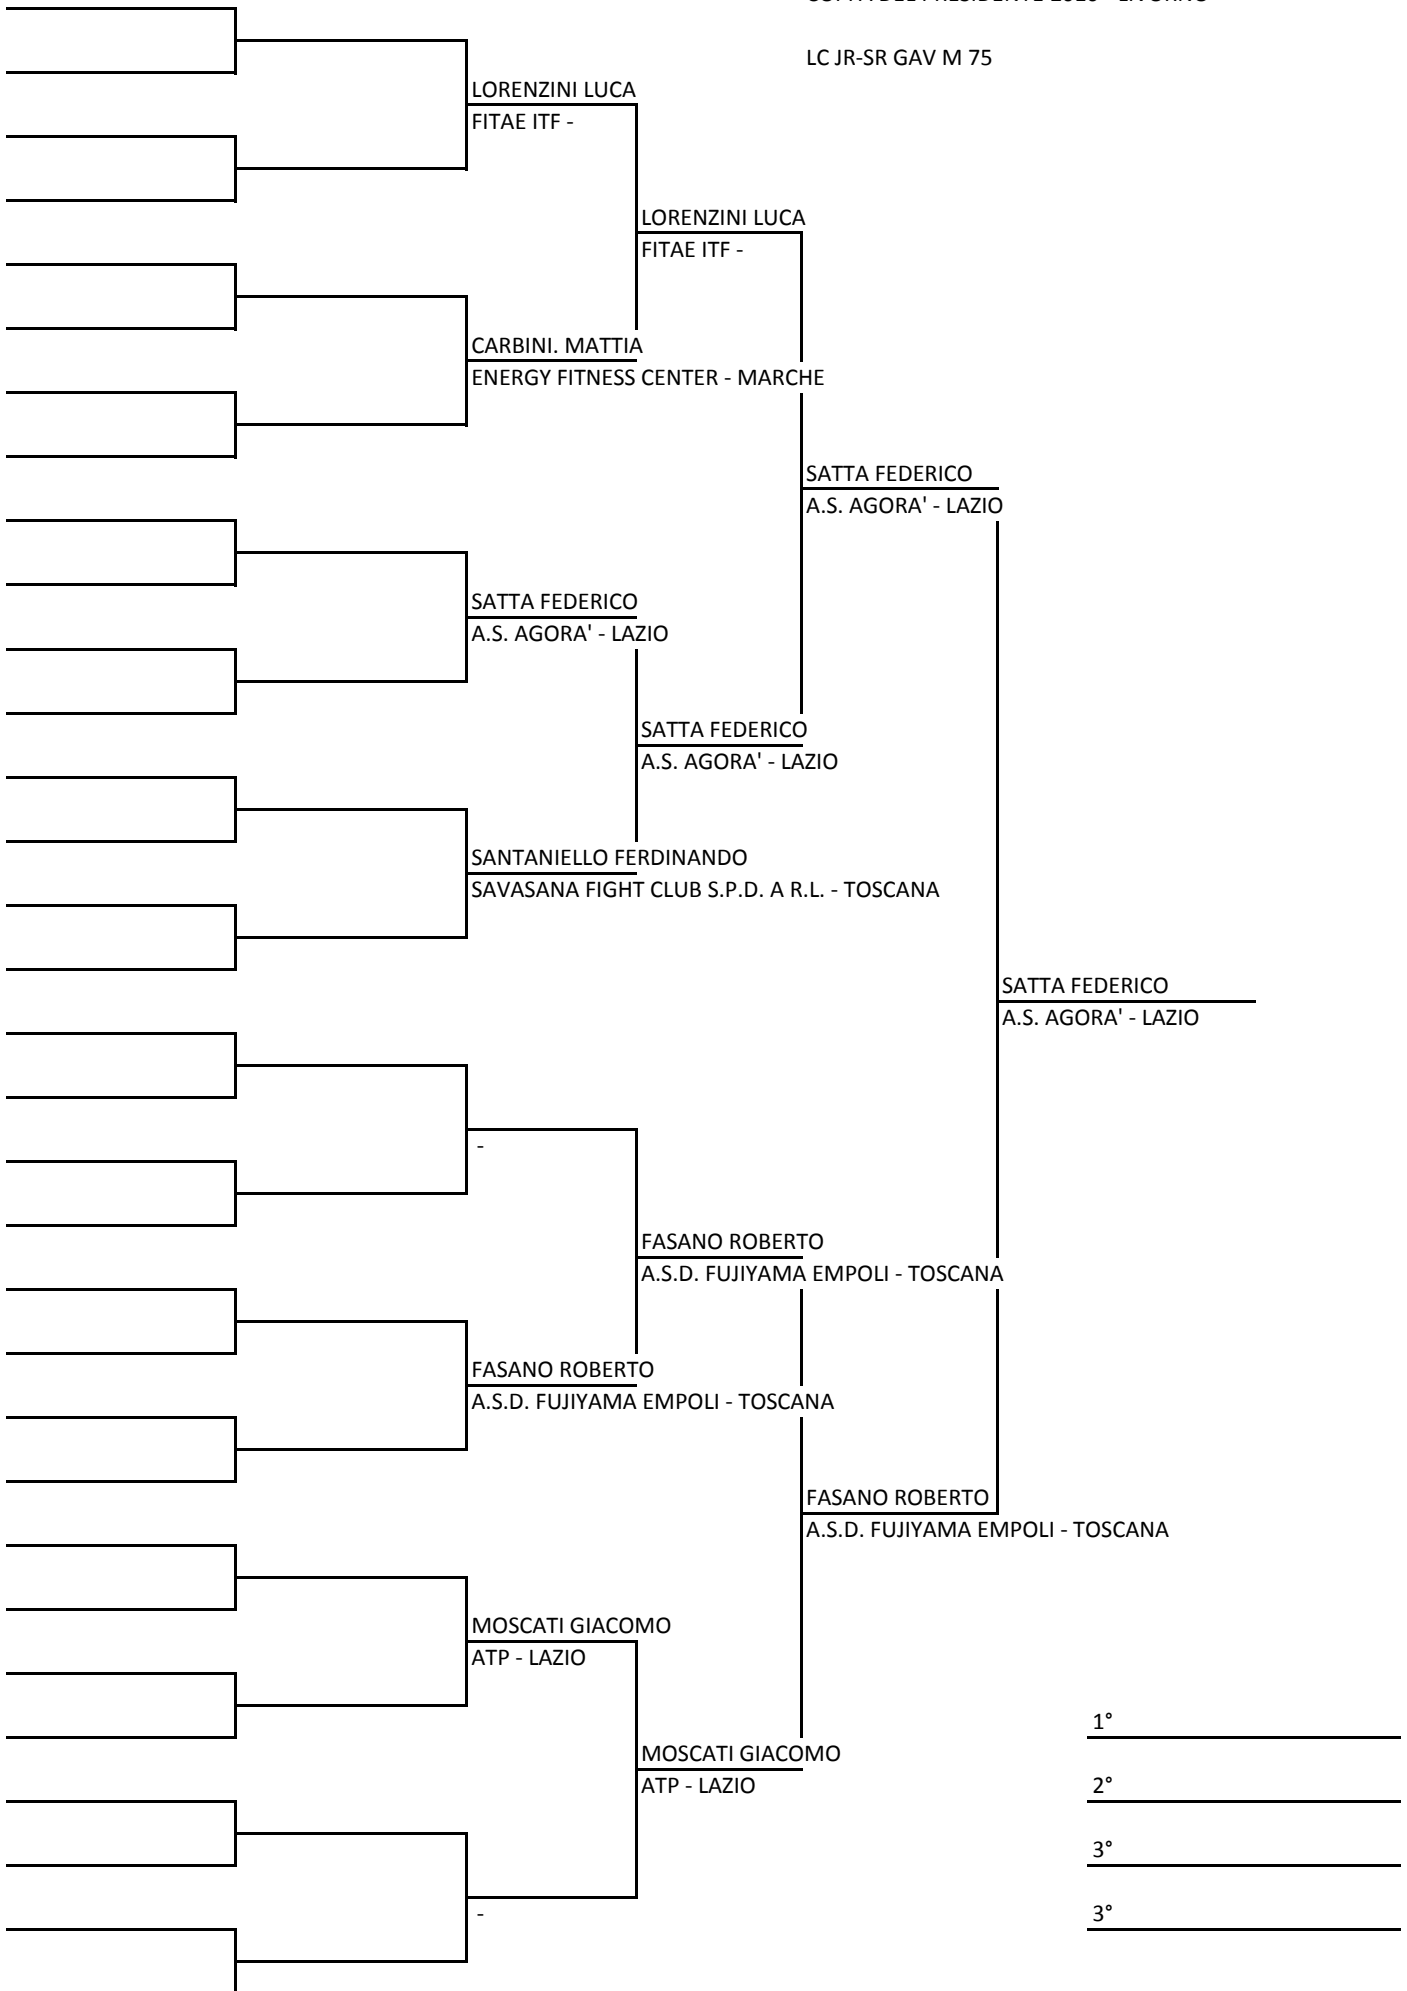 LC JR-SR GAV M 75
LORENZINI LUCA
FITAE ITF -
LORENZINI LUCA
FITAE ITF -
CARBINI. MATTIA
ENERGY FITNESS CENTER - MARCHE
SATTA FEDERICO
A.S. AGORA' - LAZIO
SATTA FEDERICO
A.S. AGORA' - LAZIO
SATTA FEDERICO
A.S. AGORA' - LAZIO
SANTANIELLO FERDINANDO
SAVASANA FIGHT CLUB S.P.D. A R.L. - TOSCANA
SATTA FEDERICO
A.S. AGORA' - LAZIO
-
FASANO ROBERTO
A.S.D. FUJIYAMA EMPOLI - TOSCANA
FASANO ROBERTO
A.S.D. FUJIYAMA EMPOLI - TOSCANA
FASANO ROBERTO
A.S.D. FUJIYAMA EMPOLI - TOSCANA
MOSCATI GIACOMO
ATP - LAZIO
1°
MOSCATI GIACOMO
ATP - LAZIO
2°
3°
3°
-